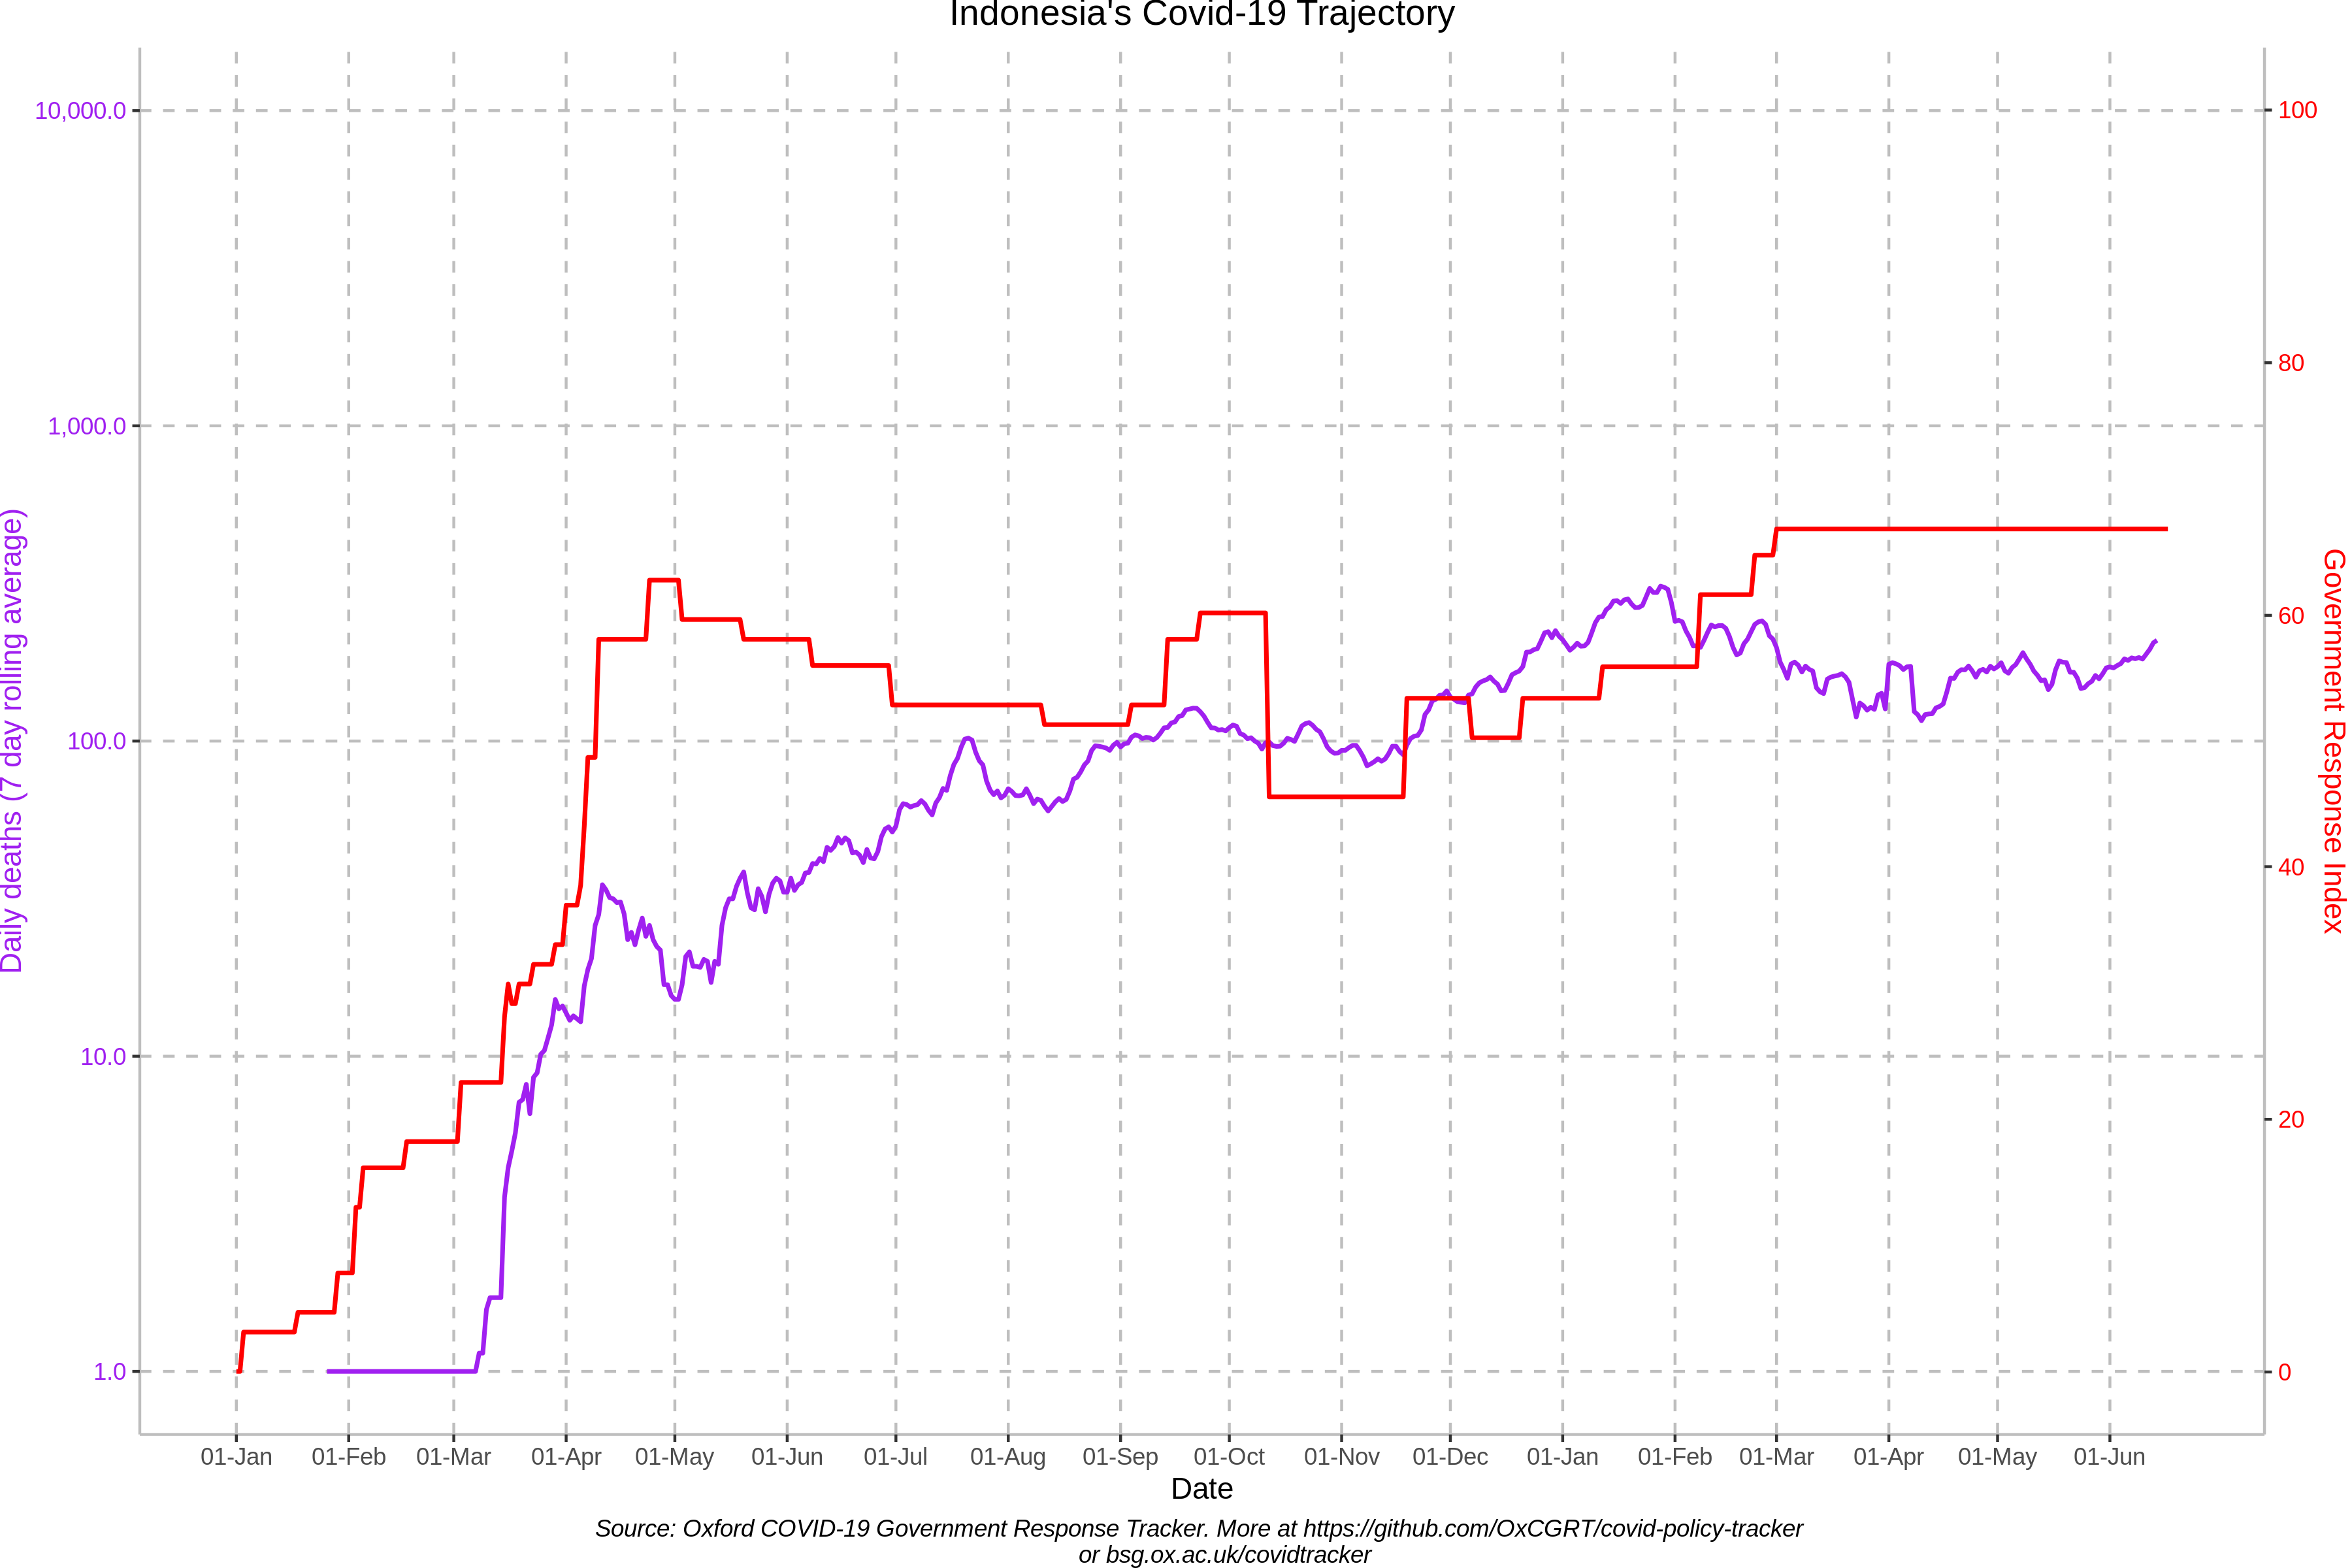 Indonesia's Covid-19 Trajectory
10,000.0
1,000.0
100.0
10.0
1.0
Daily deaths (7 day rolling average)
100
80
60
40
20
0
Government Response Index
01-Jan 01-Feb 01-Mar 01-Apr 01-May 01-Jun 01-Jul 01-Aug 01-Sep 01-Oct 01-Nov 01-Dec 01-Jan 01-Feb 01-Mar 01-Apr 01-May 01-Jun
Date
Source: Oxford COVID-19 Government Response Tracker. More at https://github.com/OxCGRT/covid-policy-tracker
or bsg.ox.ac.uk/covidtracker